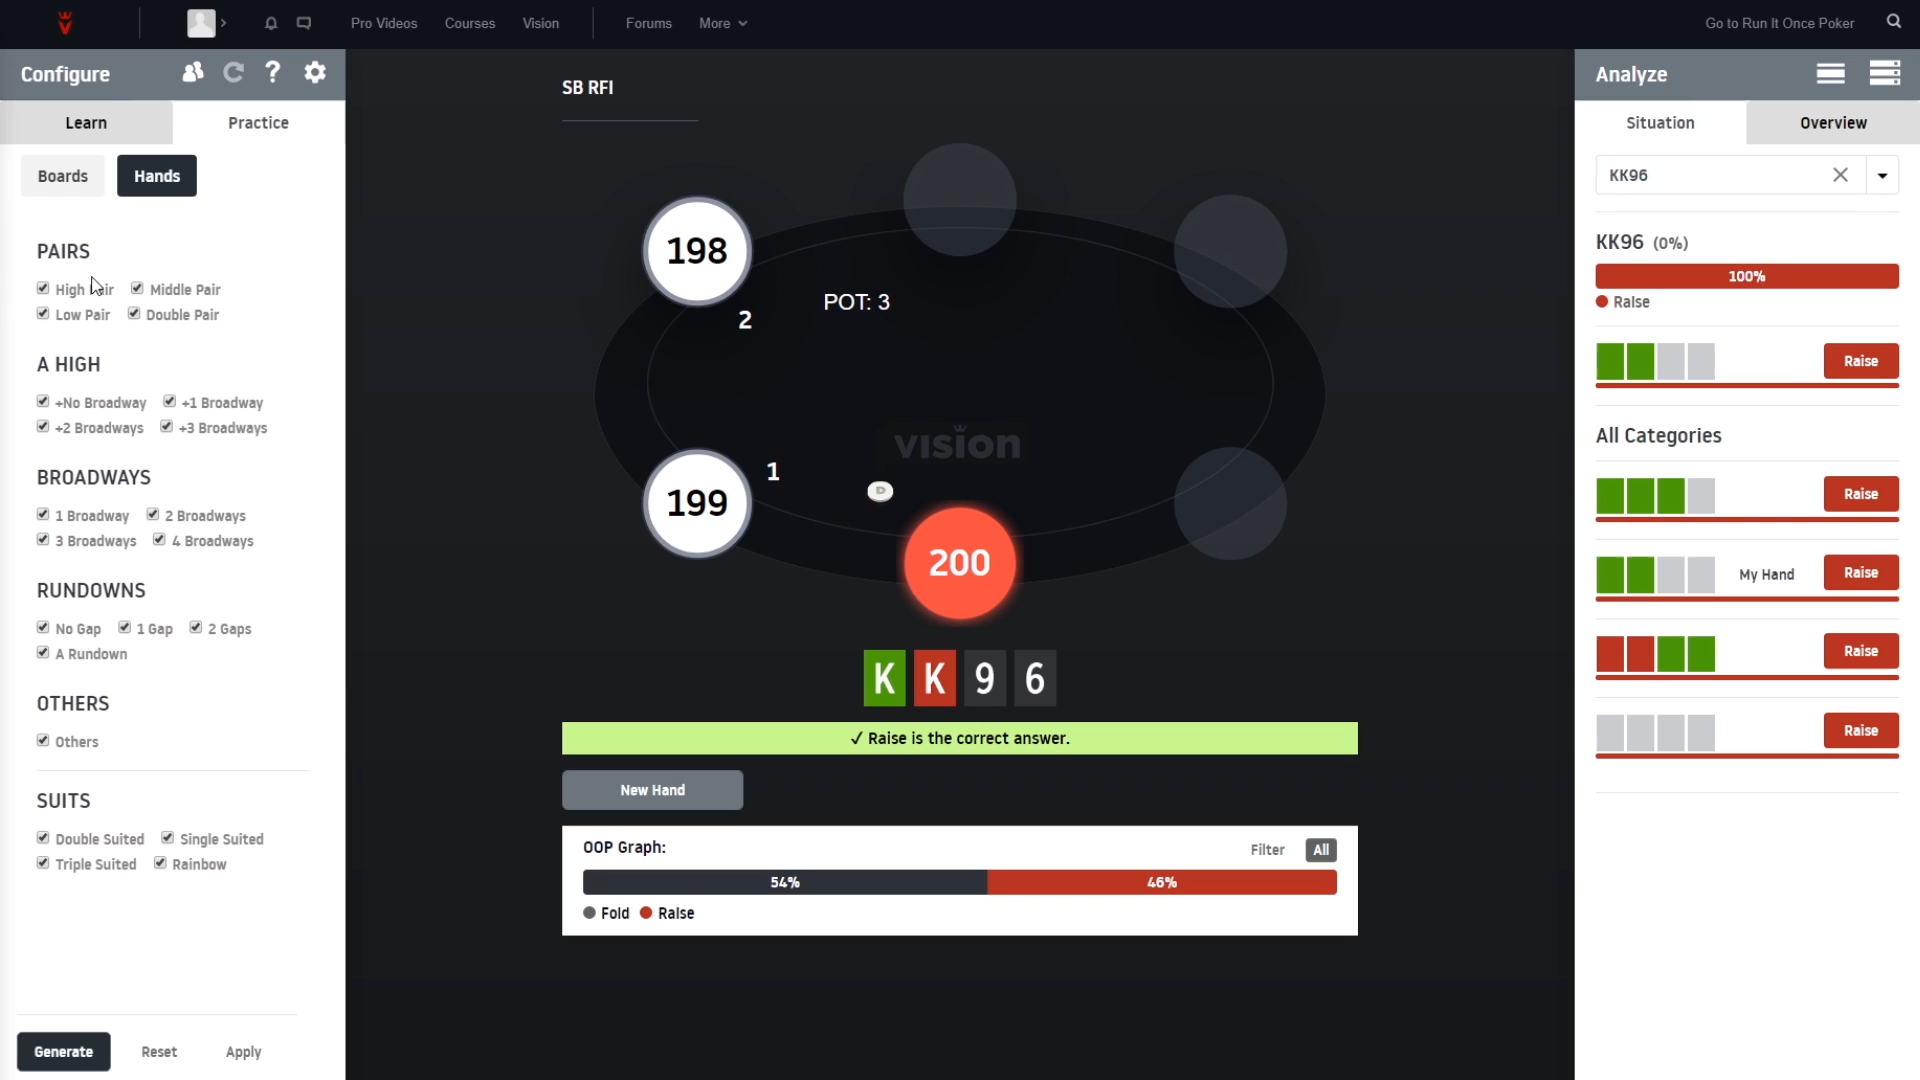 Pro Videos Courses Vision Forums More Go to Run It Once Poker
Configure ?
Learn Practice
Boards Hands
PAIRS
High Middle Pair
Low Pair Double Pair
A HIGH
+No Broadway +1 Broadway
+2 Broadways +3 Broadways
BROADWAYS
1 Broadway 2 Broadways
3 Broadways 4 Broadways
RUNDOWNS
No Gap 1 Gap 2 Gaps
A Rundown
OTHERS
Others
SUITS
Double Suited Single Suited
Triple Suited Rainbow
Generate Reset Apply
SB RFI
198
POT: 3
2
vision
1
199
D
200
K K 9 6
✓ Raise is the correct answer.
New Hand
OOP Graph: Filter All
54% 46%
Fold Raise
Analyze
Situation Overview
KK96
KK96 (0%)
100%
Raise
Raise
All Categories
Raise
My Hand Raise
Raise
Raise